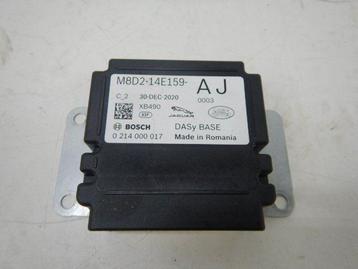 M8D2-14E159- AJ
C_2 30-DEC-2020 0003
XB490
JAGUAR
BOSCH DASy BASE
0 214 000 017 Made in Romania